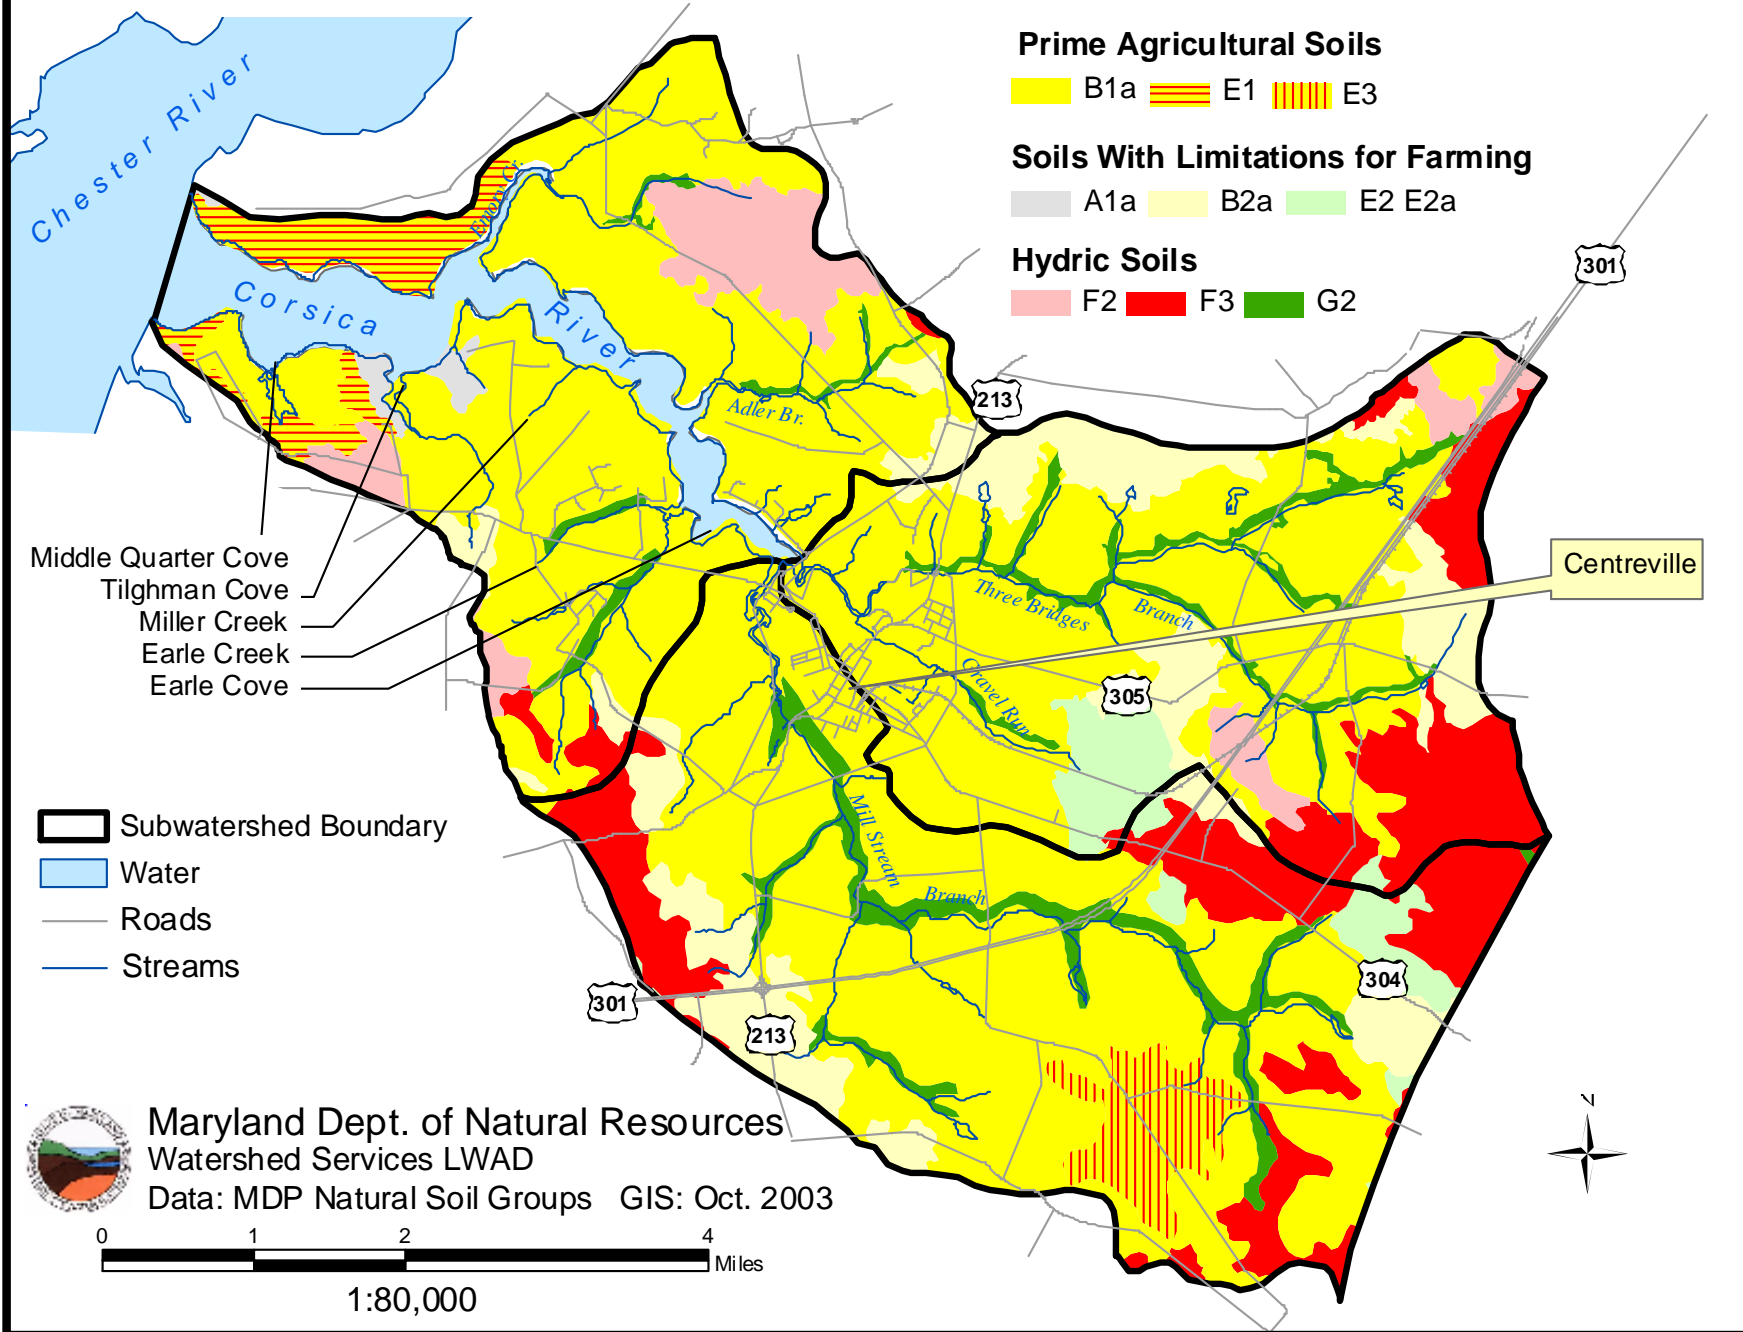 Prime Agricultural Soils
B1a E1 E3
Soils With Limitations for Farming
A1a B2a E2 E2a
Hydric Soils
F2 F3 G2
Chester River
Corsica River
Emory Cr.
Adler Br.
213
301
Three Bridges Branch
Centreville
305
Gravel Run
Mill Stream Branch
304
301
213
Middle Quarter Cove
Tilghman Cove
Miller Creek
Earle Creek
Earle Cove
Subwatershed Boundary
Water
Roads
Streams
Maryland Dept. of Natural Resources
Watershed Services LWAD
Data: MDP Natural Soil Groups GIS: Oct. 2003
0 1 2 4
Miles
1:80,000
N